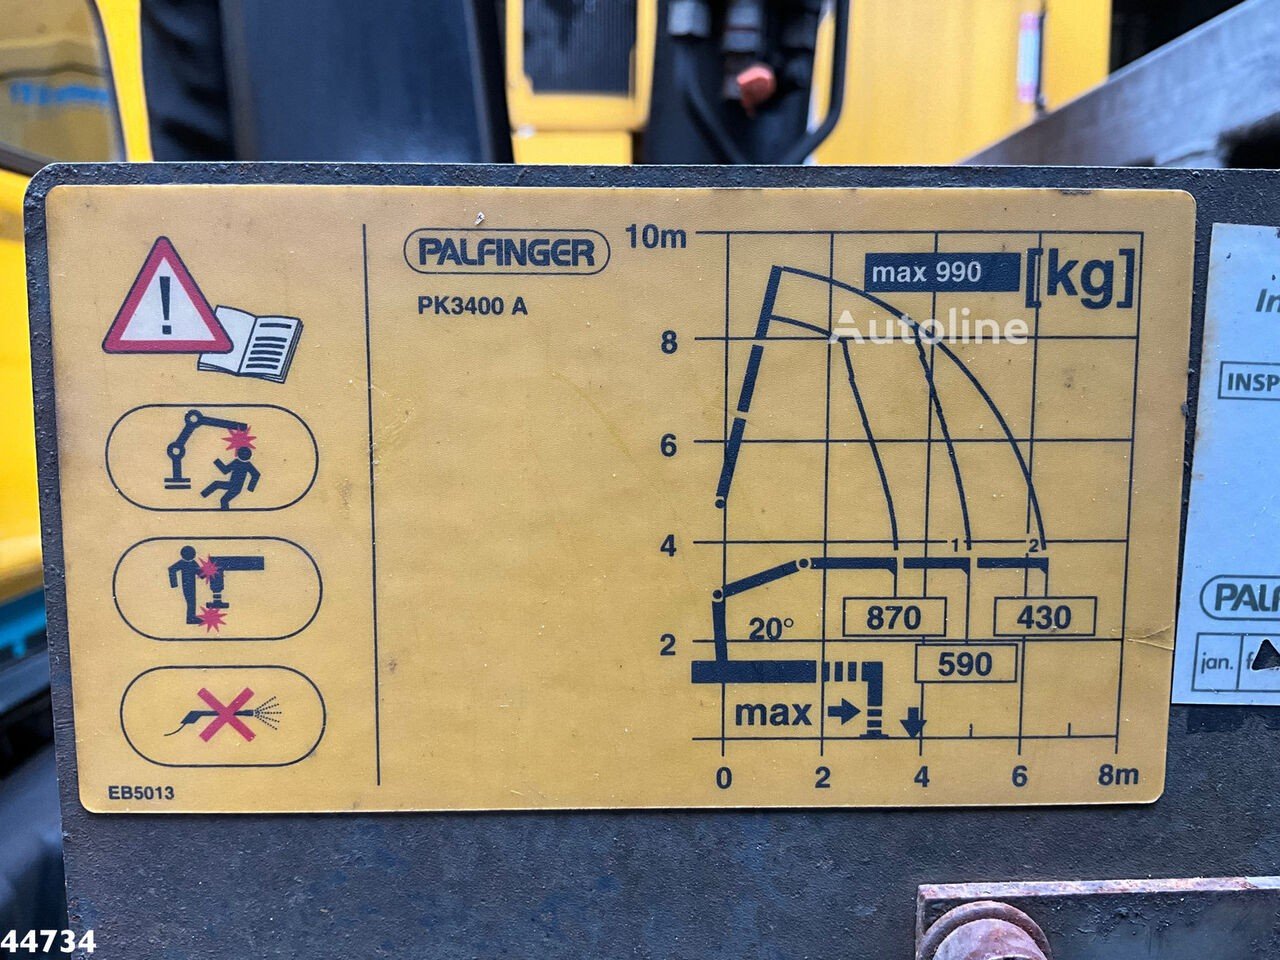 PALFINGER
PK3400 A
10m
max 990
[kg]
8
Autoline
6
4
1
2
2
20°
870
430
590
max
0
2
4
6
8m
EB5013
INSP
PALF
jan.
f
44734